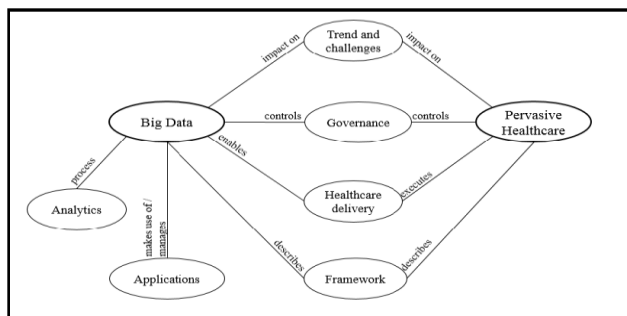 Trend and
challenges
impact on
impact on
Big Data
controls
Governance
controls
Pervasive
Healthcare
enables
process
Healthcare
delivery
executes
Analytics
makes use of /
manages
describes
describes
Applications
Framework